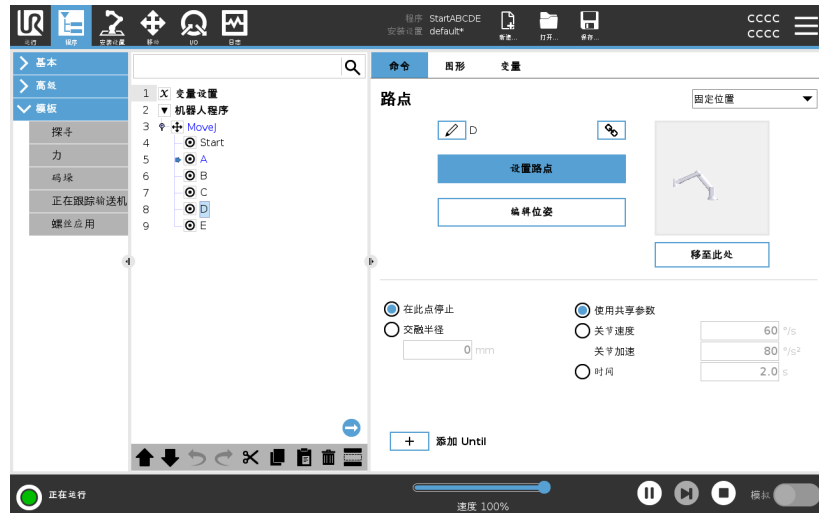 UR
运行 程序 安装设置 移动 I/O 日志
程序 StartABCDE
安装设置 default*
新建... 打开... 保存...
cccc
cccc
基本
高级
模板
探寻
力
码垛
正在跟踪输送机
螺丝应用
1 X 变量设置
2 ▼ 机器人程序
3 MoveJ
4 Start
5 A
6 B
7 C
8 D
9 E
命令 图形 变量
路点
固定位置
D
设置路点
编辑位姿
移至此处
在此点停止
交融半径
0 mm
使用共享参数
关节速度 60 °/s
关节加速 80 °/s²
时间 2.0 s
+ 添加 Until
正在运行
速度 100%
模拟